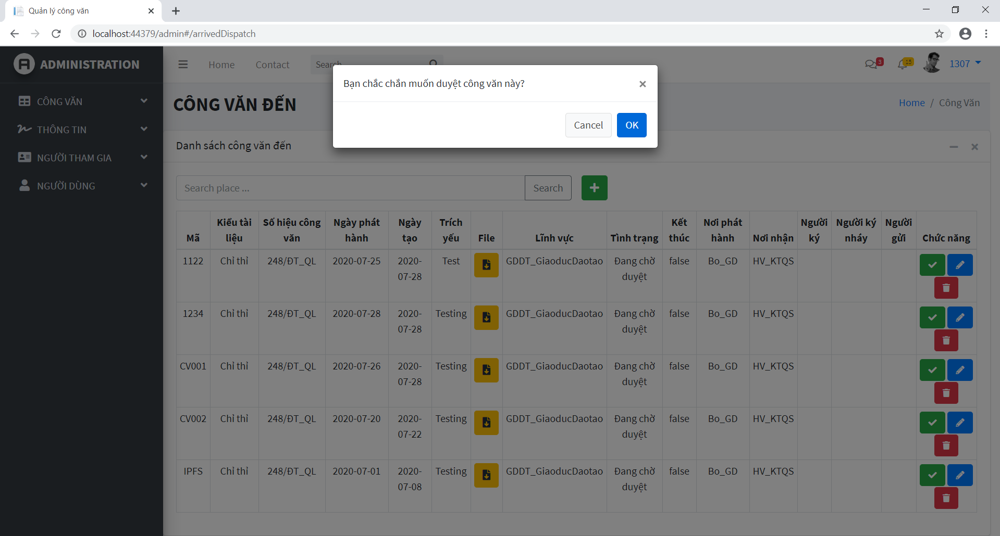 Quản lý công văn
localhost:44379/admin#/arrivedDispatch
A ADMINISTRATION
Home Contact Search 3 15 1307
Bạn chắc chắn muốn duyệt công văn này?
Cancel OK
CÔNG VĂN
THÔNG TIN
NGƯỜI THAM GIA
NGƯỜI DÙNG
CÔNG VĂN ĐẾN Home / Công Văn
Danh sách công văn đến
Search place ... Search
Mã Kiểu tài liệu Số hiệu công văn Ngày phát hành Ngày tạo Trích yếu File Lĩnh vực Tình trạng Kết thúc Nơi phát hành Nơi nhận Người ký Người ký nháy Người gửi Chức năng
1122 Chỉ thỉ 248/ĐT_QL 2020-07-25 2020-07-28 Test GDDT_GiaoducDaotao Đang chờ duyệt false Bo_GD HV_KTQS
1234 Chỉ thỉ 248/ĐT_QL 2020-07-28 2020-07-28 Testing GDDT_GiaoducDaotao Đang chờ duyệt false Bo_GD HV_KTQS
CV001 Chỉ thỉ 248/ĐT_QL 2020-07-26 2020-07-28 Testing GDDT_GiaoducDaotao Đang chờ duyệt false Bo_GD HV_KTQS
CV002 Chỉ thỉ 248/ĐT_QL 2020-07-20 2020-07-22 Testing GDDT_GiaoducDaotao Đang chờ duyệt false Bo_GD HV_KTQS
IPFS Chỉ thỉ 248/ĐT_QL 2020-07-01 2020-07-08 Testing GDDT_GiaoducDaotao Đang chờ duyệt false Bo_GD HV_KTQS